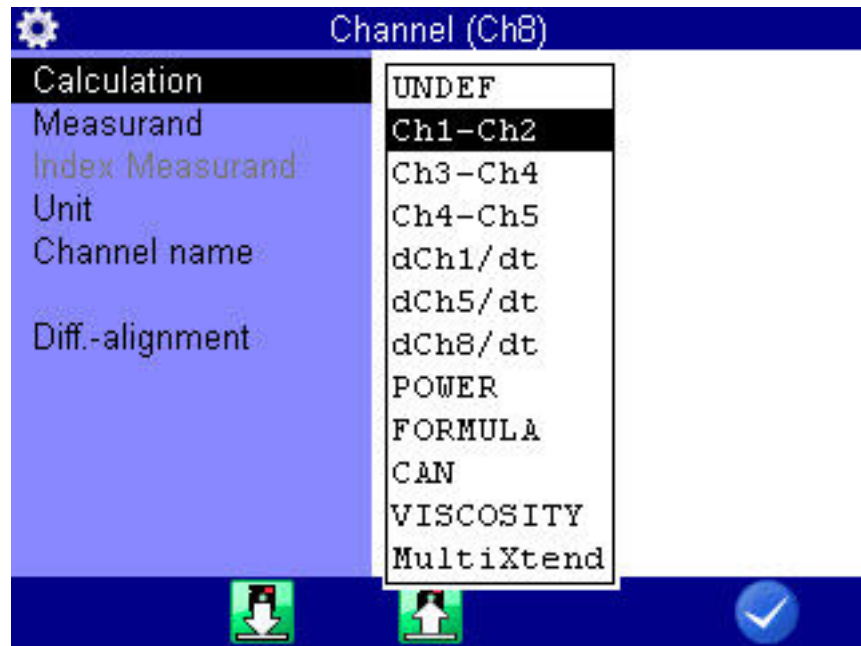 Channel (Ch8)
Calculation
Measurand
Index Measurand
Unit
Channel name
Diff.-alignment
UNDEF
Ch1-Ch2
Ch3-Ch4
Ch4-Ch5
dCh1/dt
dCh5/dt
dCh8/dt
POWER
FORMULA
CAN
VISCOSITY
MultiXtend